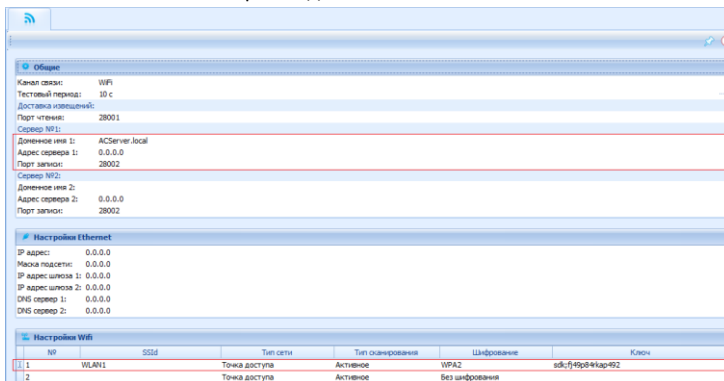 Общие
Канал связи: WiFi
Тестовый период: 10 с
Доставка извещений:
Порт чтения: 28001
Сервер №1:
Доменное имя 1: ACServer.local
Адрес сервера 1: 0.0.0.0
Порт записи: 28002
Сервер №2:
Доменное имя 2:
Адрес сервера 2: 0.0.0.0
Порт записи: 28002
Настройки Ethernet
IP адрес: 0.0.0.0
Маска подсети: 0.0.0.0
IP адрес шлюза 1: 0.0.0.0
IP адрес шлюза 2: 0.0.0.0
DNS сервер 1: 0.0.0.0
DNS сервер 2: 0.0.0.0
Настройки Wifi
№ SSId Тип сети Тип сканирования Шифрование Ключ
1 WLAN1 Точка доступа Активное WPA2 sdk;fj49p84rkap492
2 Точка доступа Активное Без шифрования